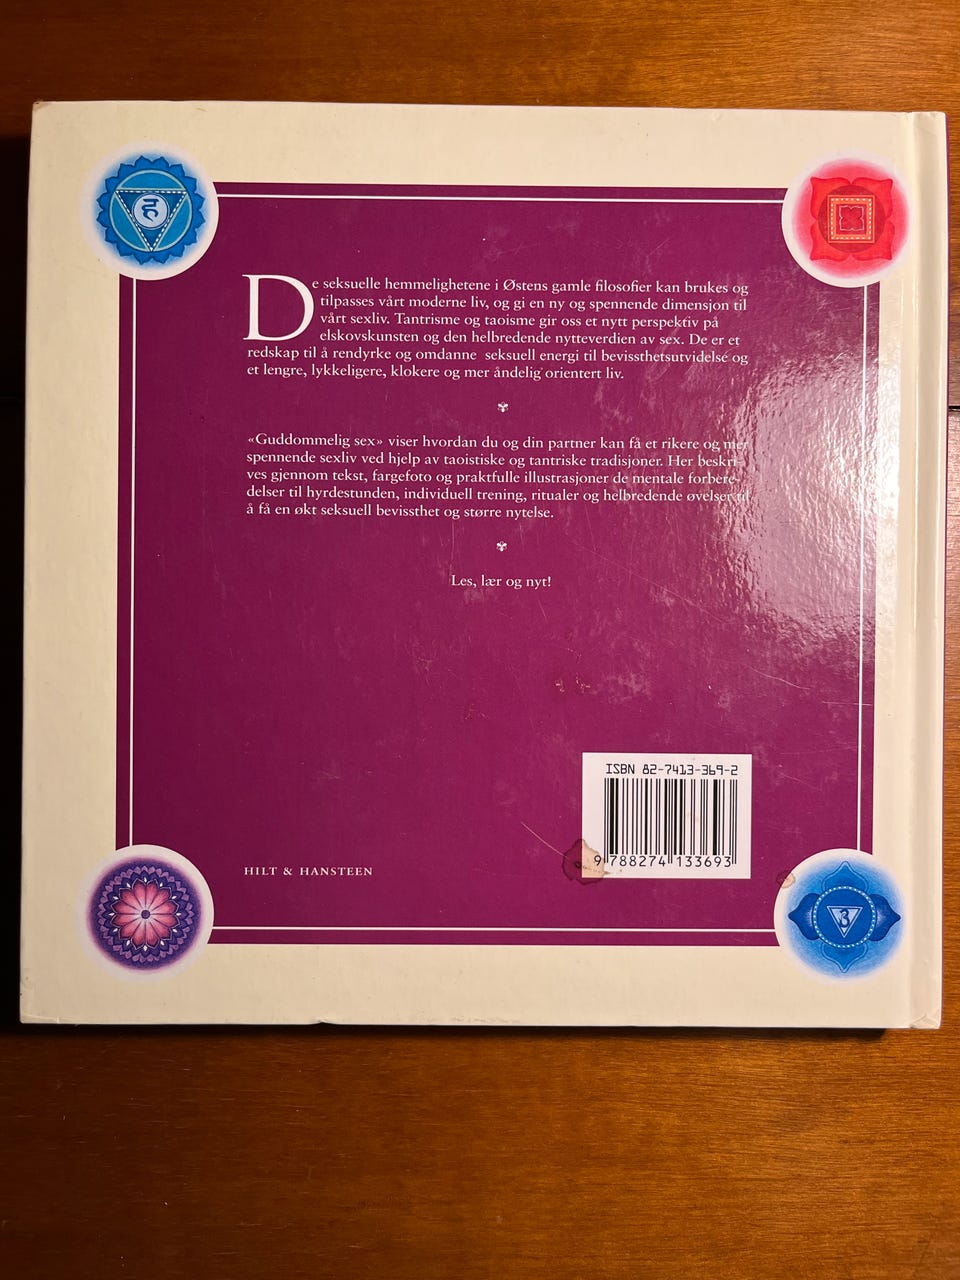 De seksuelle hemmelighetene i Østens gamle filosofier kan brukes og
tilpasses vårt moderne liv, og gi en ny og spennende dimensjon til
vårt sexliv. Tantrisme og taoisme gir oss et nytt perspektiv på
elskovskunsten og den helbredende nytteverdien av sex. De er et
redskap til å rendyrke og omdanne seksuell energi til bevissthetsutvidelse og
et lengre, lykkeligere, klokere og mer åndelig orientert liv.
«Guddommelig sex» viser hvordan du og din partner kan få et rikere og mer
spennende sexliv ved hjelp av taoistiske og tantriske tradisjoner. Her beskri-
ves gjennom tekst, fargefoto og praktfulle illustrasjoner de mentale forbere-
delser til hyrdestunden, individuell trening, ritualer og helbredende øvelser til
å få en økt seksuell bevissthet og større nytelse.
Les, lær og nyt!
ISBN 82-7413-369-2
9 788274 133693
HILT & HANSTEEN